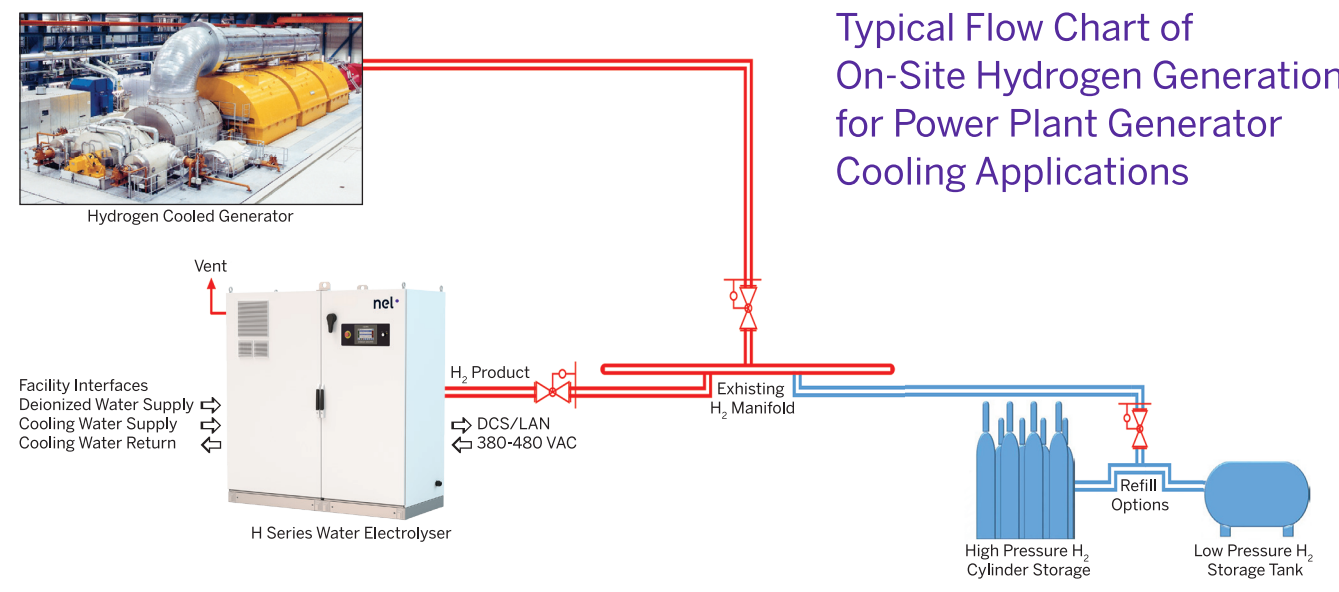 Typical Flow Chart of
On-Site Hydrogen Generation
for Power Plant Generator
Cooling Applications
Hydrogen Cooled Generator
Vent
nel
Facility Interfaces
Deionized Water Supply
Cooling Water Supply
Cooling Water Return
H₂ Product
DCS/LAN
380-480 VAC
H Series Water Electrolyser
Exhisting
H₂ Manifold
Refill
Options
High Pressure H₂
Cylinder Storage
Low Pressure H₂
Storage Tank